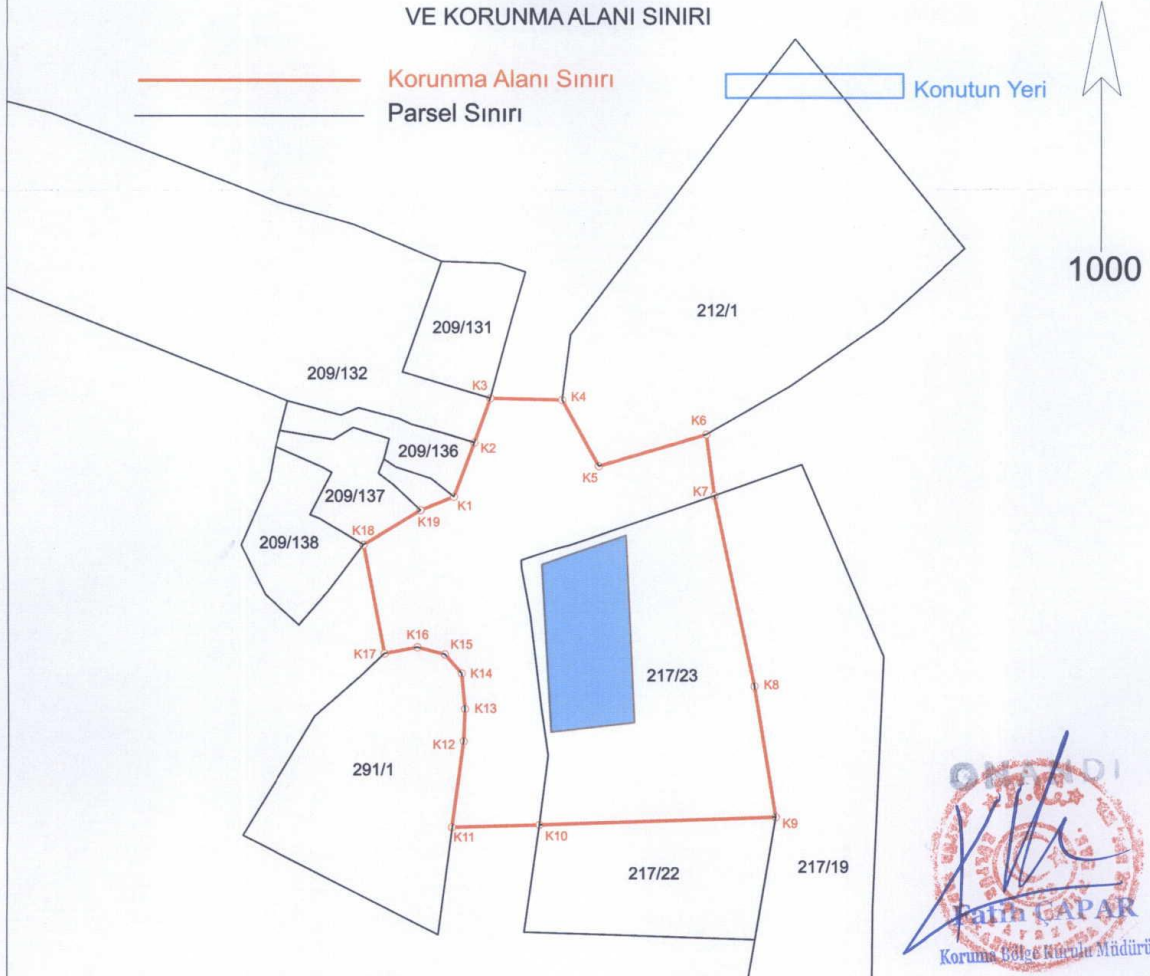 VE KORUNMA ALANI SINIRI
Korunma Alanı Sınırı
Konutun Yeri
Parsel Sınırı
1000
212/1
209/131
209/132
K3
K4
K6
209/136
K2
K5
K7
209/137
K1
K19
K18
209/138
K16
K15
K17
K14
217/23
K8
K13
K12
291/1
K9
K11
K10
217/22
217/19
ONANDI
Fatih ÇAPAR
Koruma Bölge Kurulu Müdürü